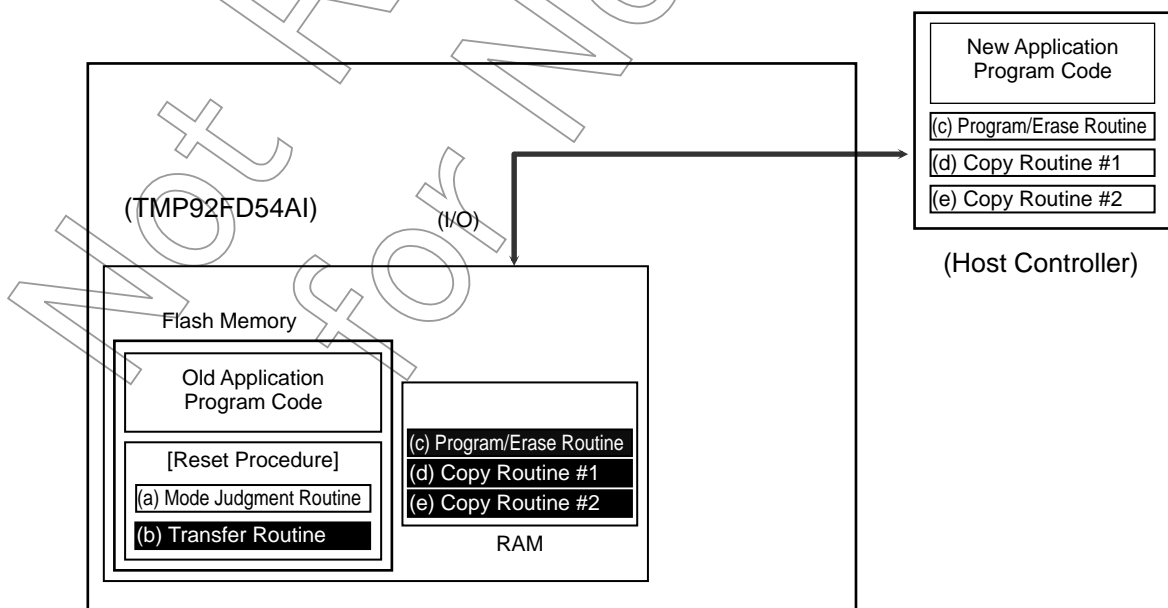 New Application
Program Code
(c) Program/Erase Routine
(d) Copy Routine #1
(e) Copy Routine #2
(Host Controller)
(TMP92FD54AI)
(I/O)
Flash Memory
Old Application
Program Code
[Reset Procedure]
(a) Mode Judgment Routine
(b) Transfer Routine
(c) Program/Erase Routine
(d) Copy Routine #1
(e) Copy Routine #2
RAM
Not
for